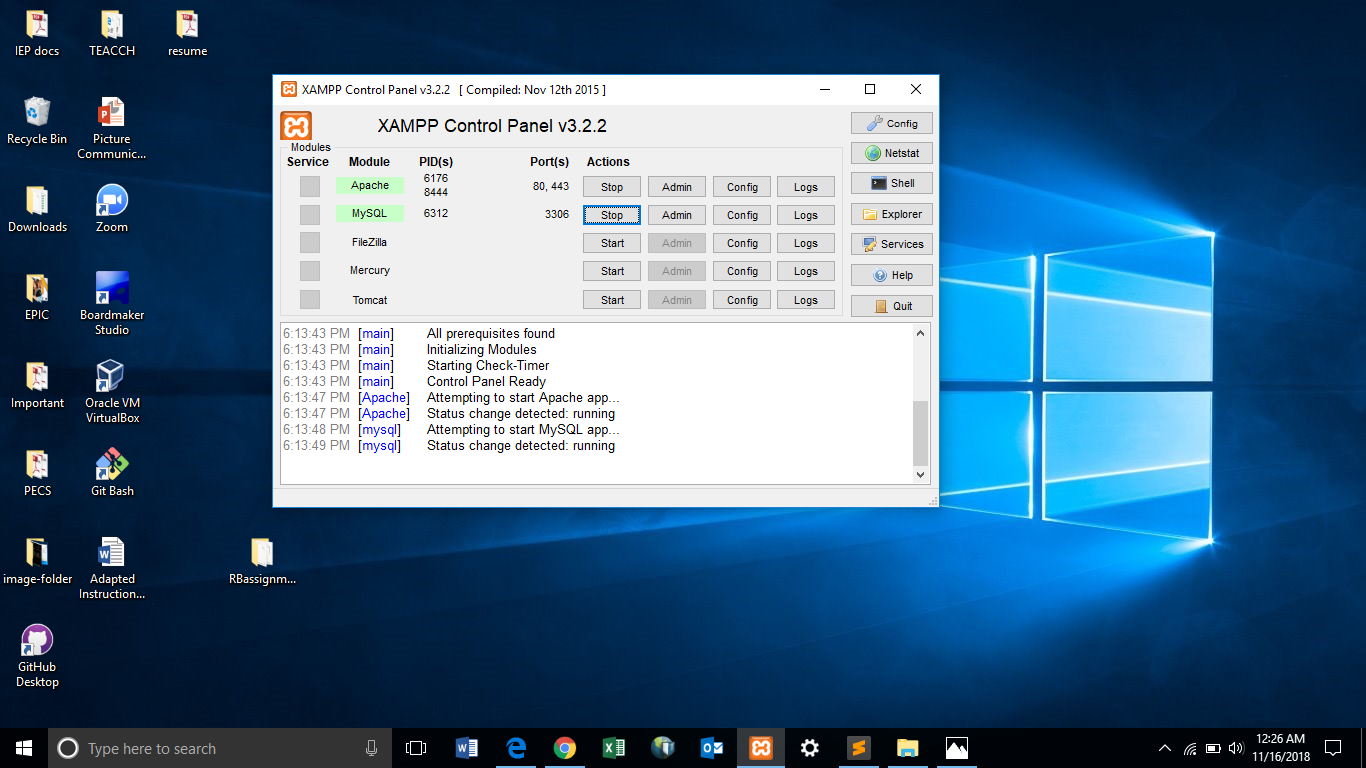 IEP docs
TEACCH
resume
Recycle Bin
Picture
Communic...
Downloads
Zoom
EPIC
Boardmaker
Studio
Important
Oracle VM
VirtualBox
PECS
Git Bash
image-folder
Adapted
Instruction...
RBassignm...
GitHub
Desktop
XAMPP Control Panel v3.2.2 [ Compiled: Nov 12th 2015 ]
XAMPP Control Panel v3.2.2
Modules
Service Module PID(s) Port(s) Actions
Apache 6176 8444 80, 443 Stop Admin Config Logs
MySQL 6312 3306 Stop Admin Config Logs
FileZilla Start Admin Config Logs
Mercury Start Admin Config Logs
Tomcat Start Admin Config Logs
Config
Netstat
Shell
Explorer
Services
Help
Quit
6:13:43 PM [main] All prerequisites found
6:13:43 PM [main] Initializing Modules
6:13:43 PM [main] Starting Check-Timer
6:13:43 PM [main] Control Panel Ready
6:13:47 PM [Apache] Attempting to start Apache app...
6:13:47 PM [Apache] Status change detected: running
6:13:48 PM [mysql] Attempting to start MySQL app...
6:13:49 PM [mysql] Status change detected: running
Type here to search
12:26 AM
11/16/2018